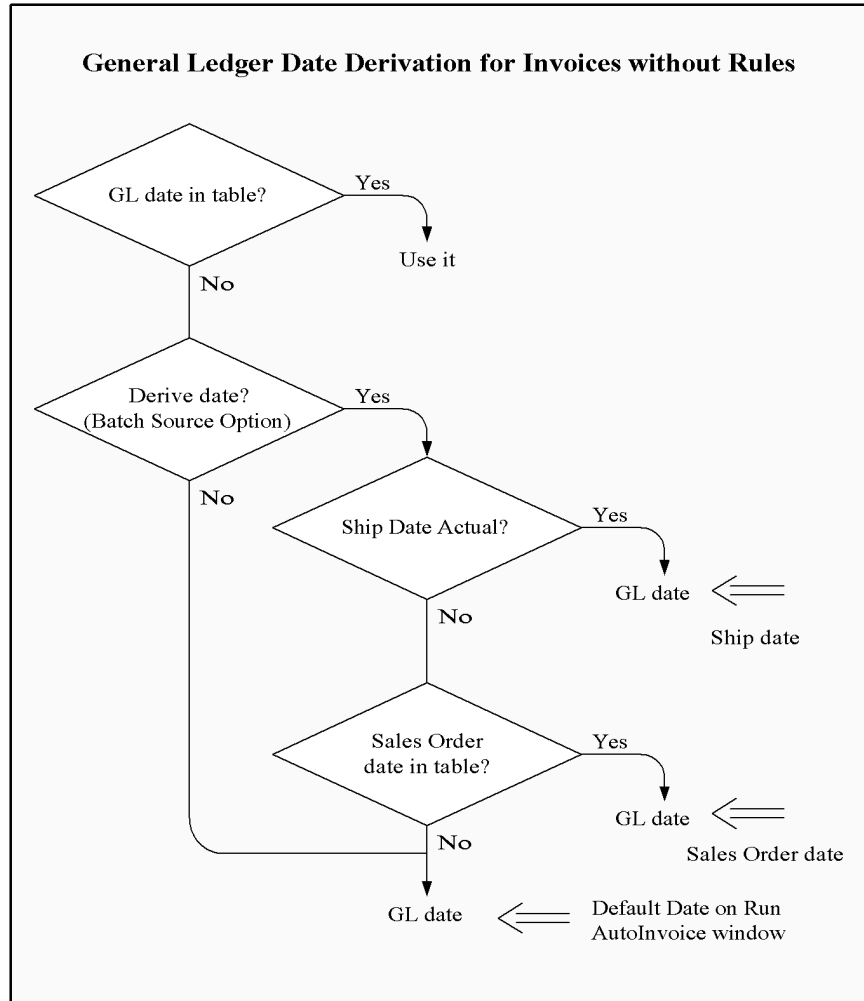 General Ledger Date Derivation for Invoices without Rules
GL date in table?
Yes
Use it
No
Derive date?
(Batch Source Option)
Yes
No
Ship Date Actual?
Yes
GL date
Ship date
No
Sales Order
date in table?
Yes
GL date
Sales Order date
No
GL date
Default Date on Run
AutoInvoice window